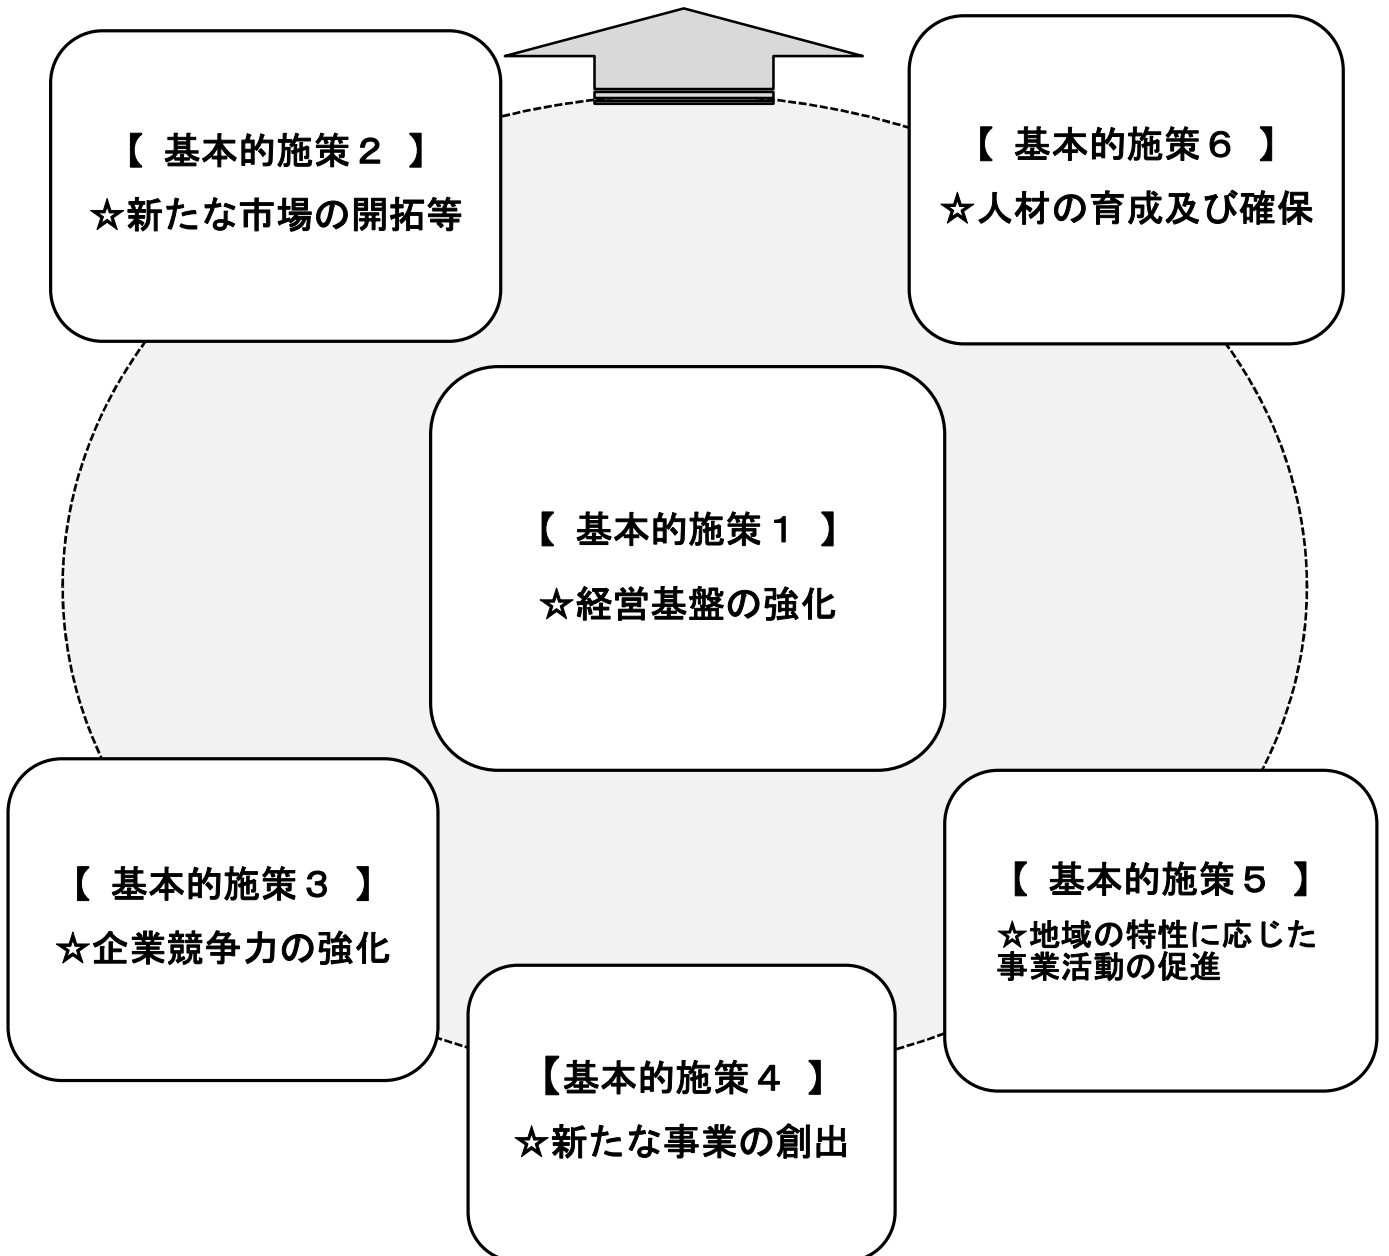 【 基本的施策２ 】
☆新たな市場の開拓等
【 基本的施策６ 】
☆人材の育成及び確保
【 基本的施策１ 】
☆経営基盤の強化
【 基本的施策３ 】
☆企業競争力の強化
【 基本的施策５ 】
☆地域の特性に応じた
事業活動の促進
【基本的施策４ 】
☆新たな事業の創出